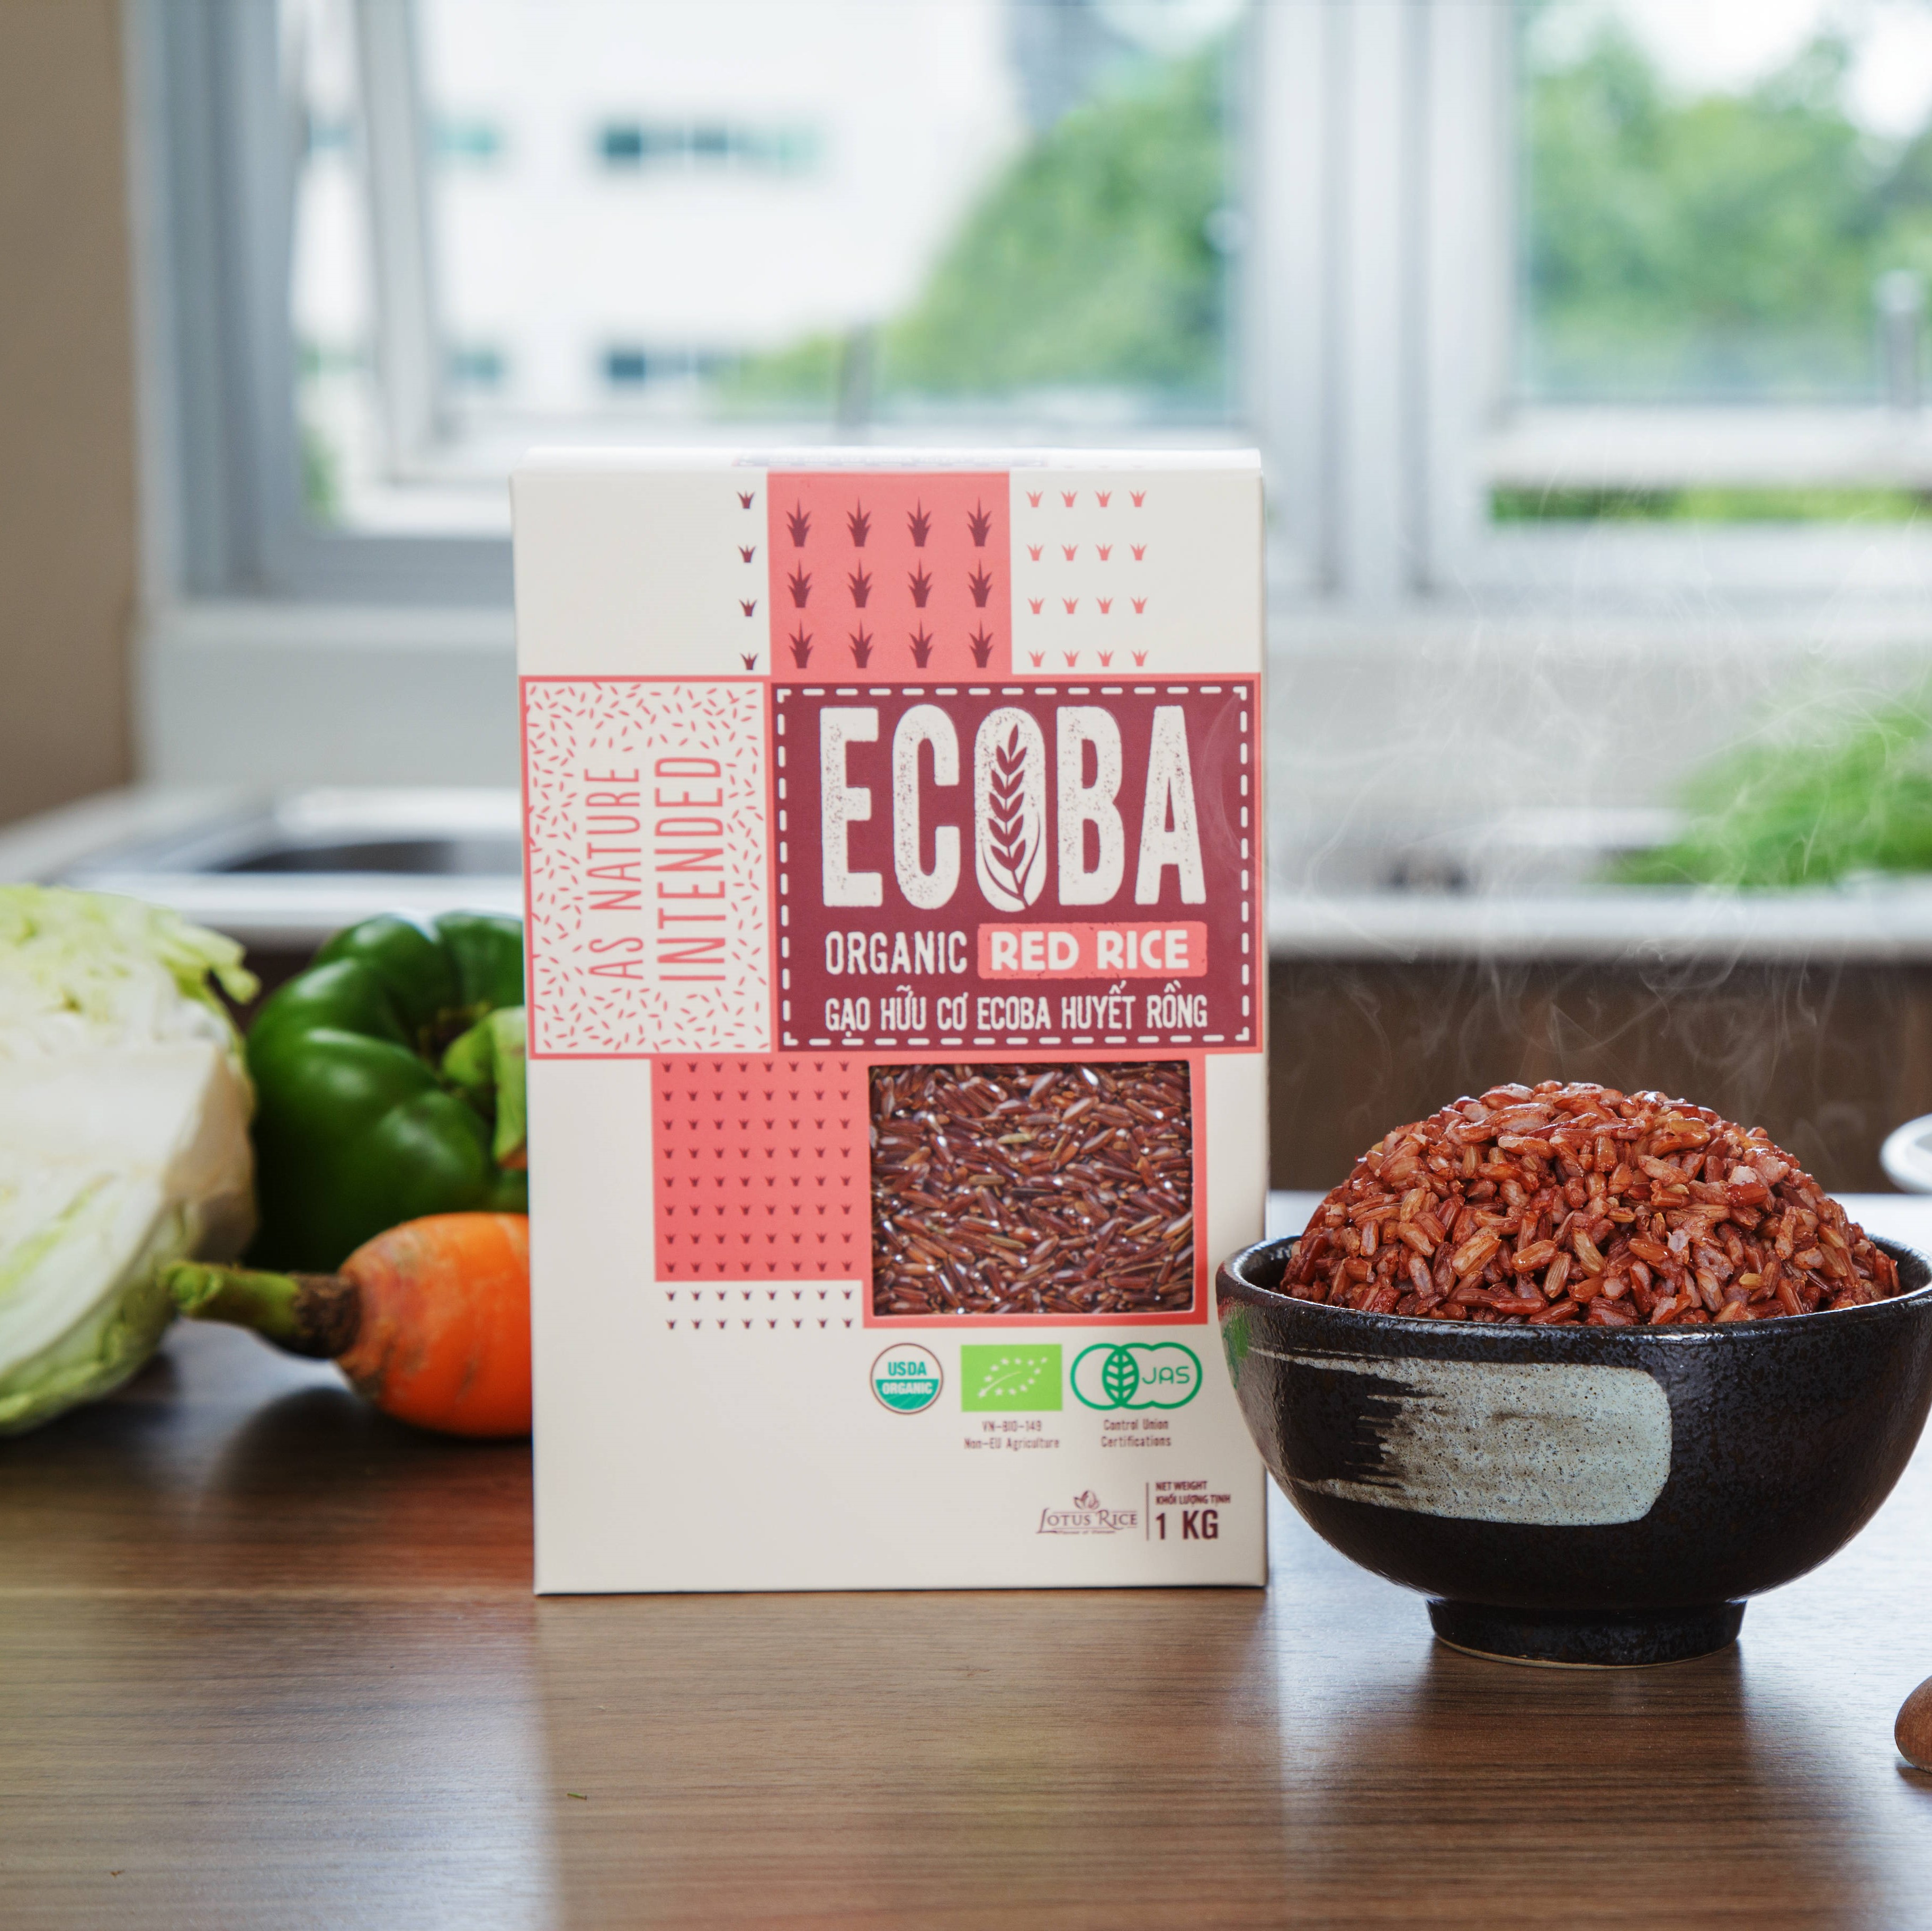 AS NATURE
INTENDED
ECOBA
ORGANIC RED RICE
GẠO HỮU CƠ ECOBA HUYẾT RỒNG
USDA
ORGANIC
VN-BIO-149
Non-EU Agriculture
JAS
Control Union
Certifications
LOTUS RICE
NET WEIGHT
KHỐI LƯỢNG TỊNH
1 KG